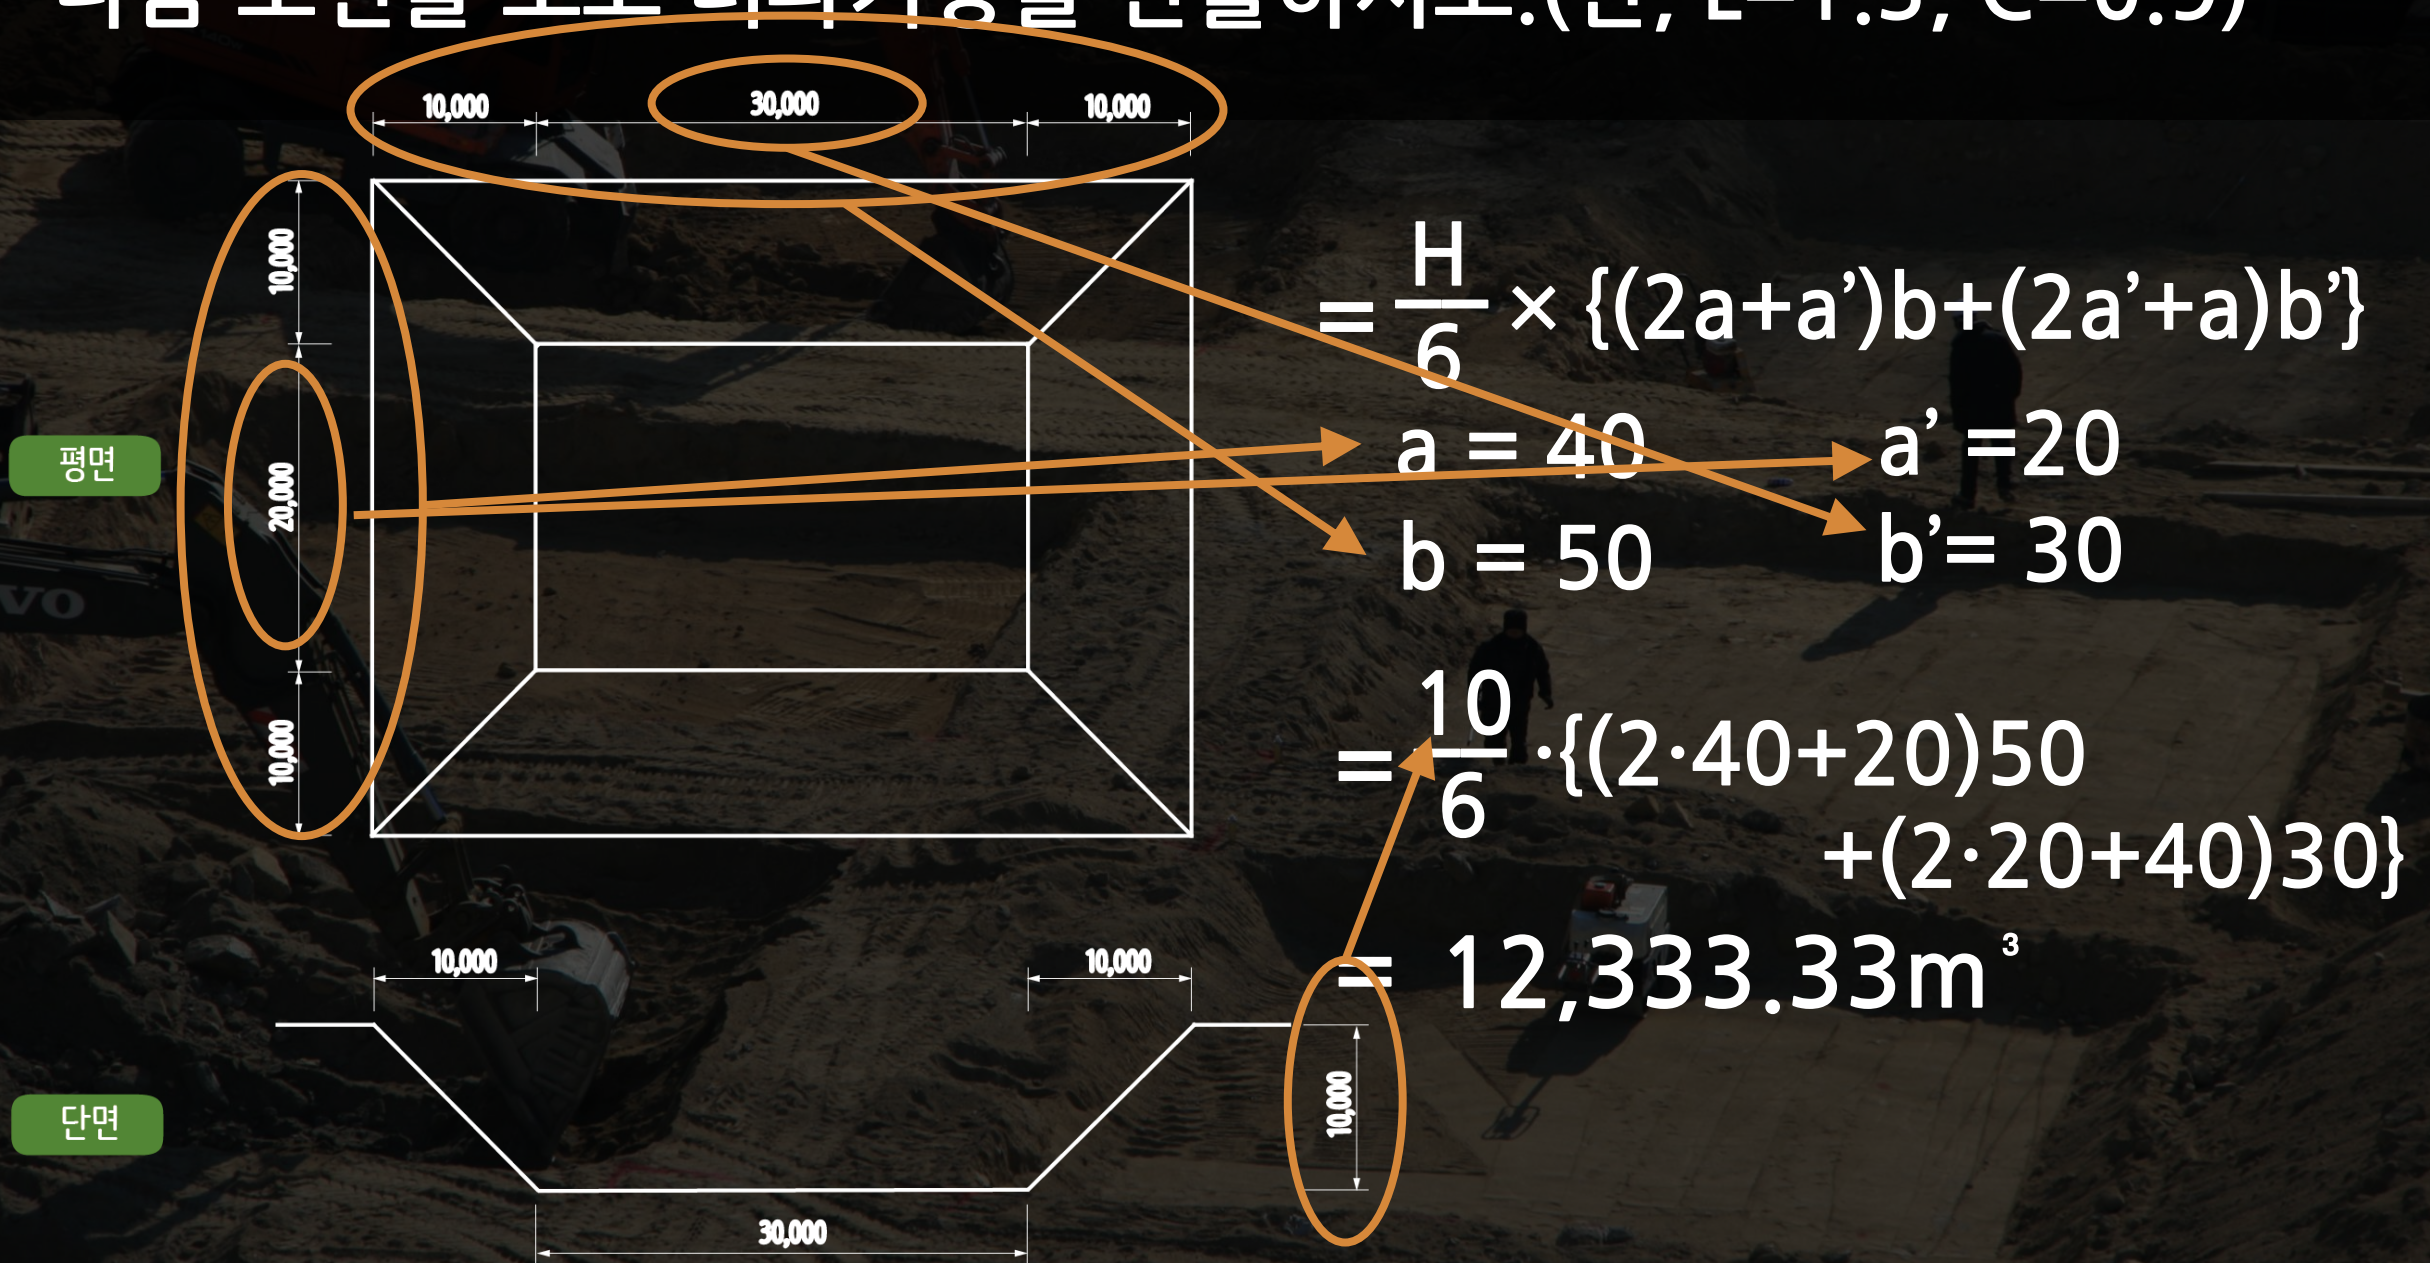 10,000 30,000 10,000
10,000
20,000
10,000
평면
VO
= H/6 × {(2a+a’)b+(2a’+a)b’}
a = 40 a’ =20
b = 50 b’= 30
= 10/6 ·{(2·40+20)50
+(2·20+40)30}
= 12,333.33m³
10,000 10,000
10,000
단면
30,000